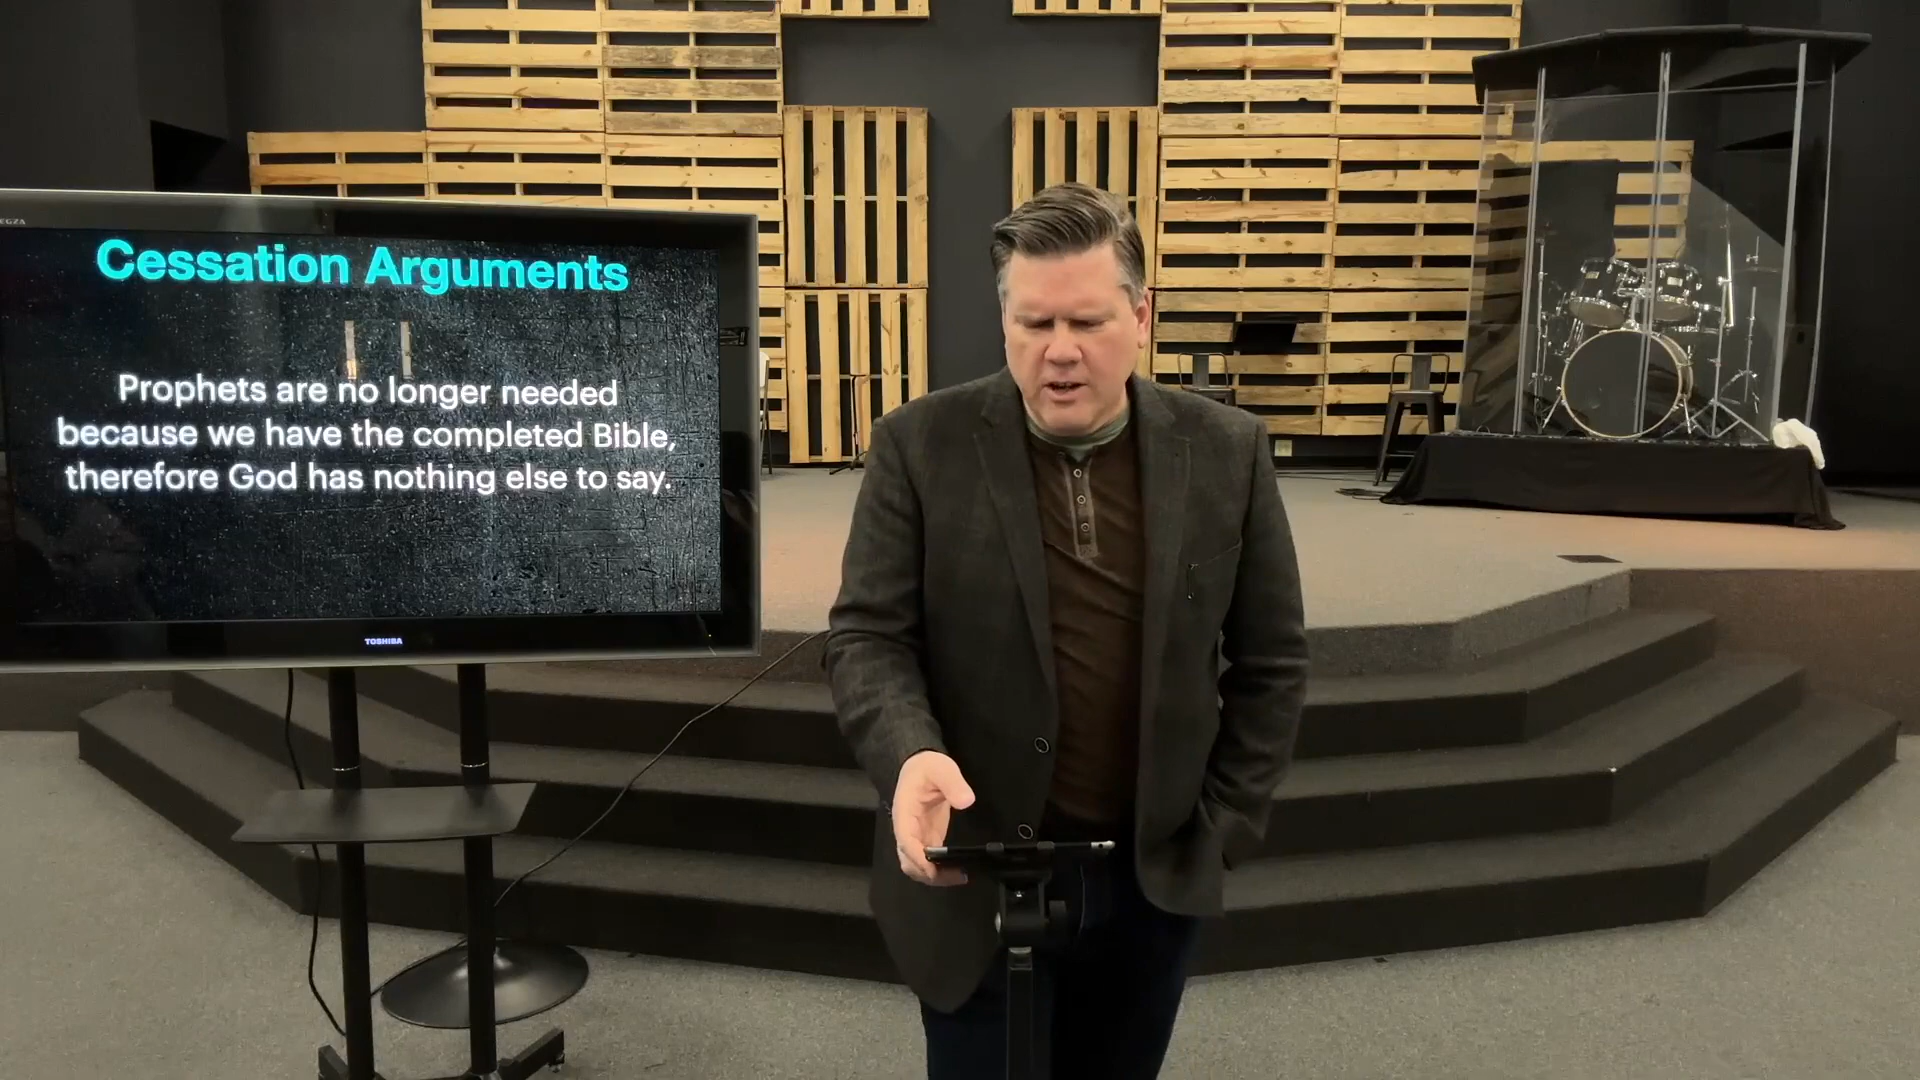 EGZA
Cessation Arguments
Prophets are no longer needed
because we have the completed Bible,
therefore God has nothing else to say.
TOSHIBA